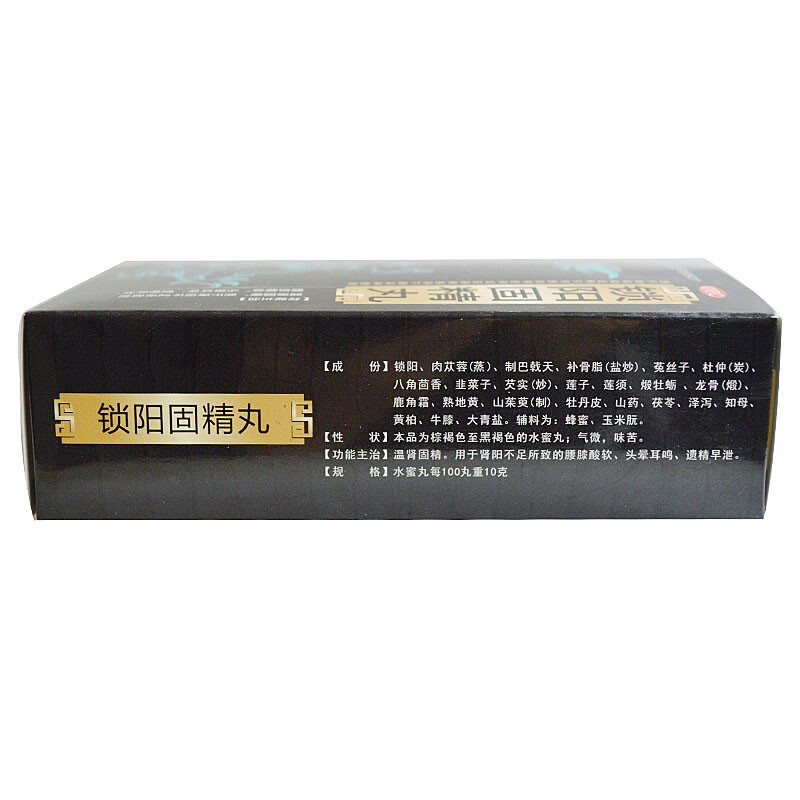 锁阳固精丸
锁阳固精丸
【成　份】锁阳、肉苁蓉(蒸)、制巴戟天、补骨脂(盐炒)、菟丝子、杜仲(炭)、
八角茴香、韭菜子、芡实(炒)、莲子、莲须、煅牡蛎、龙骨(煅)、
鹿角霜、熟地黄、山茱萸(制)、牡丹皮、山药、茯苓、泽泻、知母、
黄柏、牛膝、大青盐。辅料为：蜂蜜、玉米朊。
【性　状】本品为棕褐色至黑褐色的水蜜丸；气微，味苦。
【功能主治】温肾固精。用于肾阳不足所致的腰膝酸软、头晕耳鸣、遗精早泄。
【规　格】水蜜丸每100丸重10克